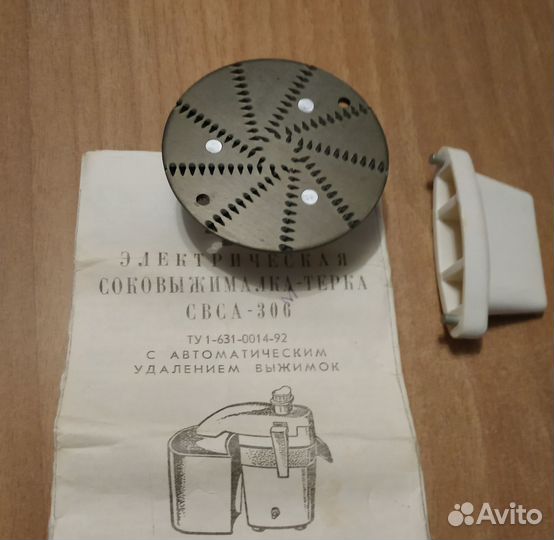 ЭЛЕКТРИЧЕСКАЯ
СОКОВЫЖИМАЛКА-ТЕРКА
СВСА-306
ТУ 1-631-0014-92
С АВТОМАТИЧЕСКИМ
УДАЛЕНИЕМ ВЫЖИМОК
Avito